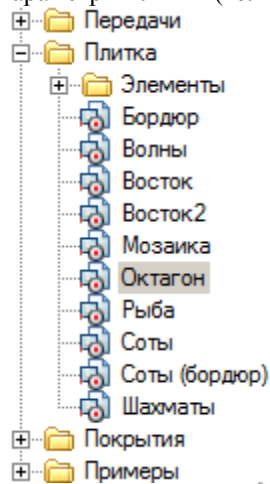 Передачи
Плитка
Элементы
Бордюр
Волны
Восток
Восток2
Мозаика
Октагон
Рыба
Соты
Соты (бордюр)
Шахматы
Покрытия
Примеры